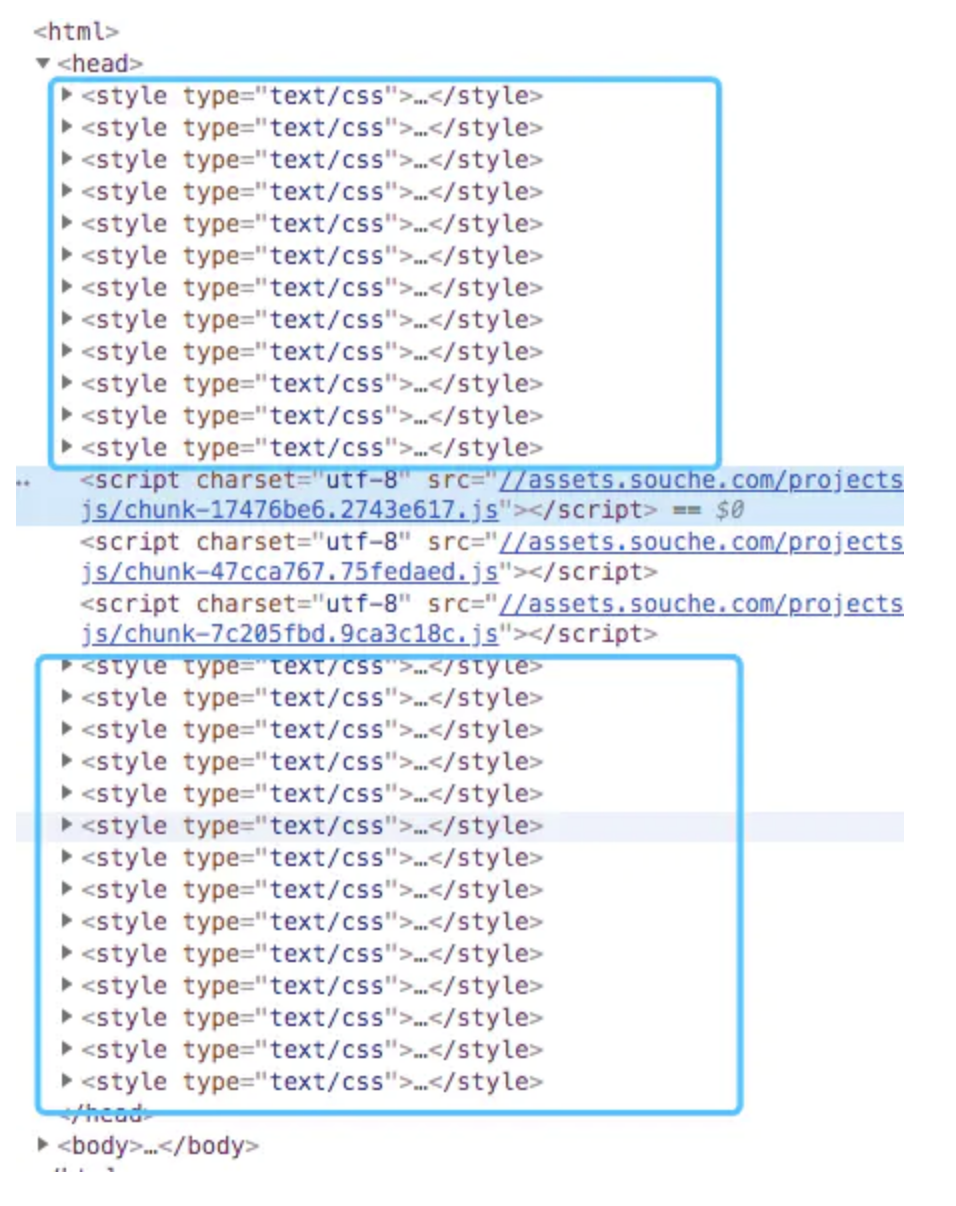 <html>
▼ <head>
▶ <style type="text/css">…</style>
▶ <style type="text/css">…</style>
▶ <style type="text/css">…</style>
▶ <style type="text/css">…</style>
▶ <style type="text/css">…</style>
▶ <style type="text/css">…</style>
▶ <style type="text/css">…</style>
▶ <style type="text/css">…</style>
▶ <style type="text/css">…</style>
▶ <style type="text/css">…</style>
▶ <style type="text/css">…</style>
▶ <style type="text/css">…</style>
<script charset="utf-8" src="//assets.souche.com/projects
js/chunk-17476be6.2743e617.js"></script> == $0
<script charset="utf-8" src="//assets.souche.com/projects
js/chunk-47cca767.75fedaed.js"></script>
<script charset="utf-8" src="//assets.souche.com/projects
js/chunk-7c205fbd.9ca3c18c.js"></script>
▶ <style type="text/css">…</style>
▶ <style type="text/css">…</style>
▶ <style type="text/css">…</style>
▶ <style type="text/css">…</style>
▶ <style type="text/css">…</style>
▶ <style type="text/css">…</style>
▶ <style type="text/css">…</style>
▶ <style type="text/css">…</style>
▶ <style type="text/css">…</style>
▶ <style type="text/css">…</style>
▶ <style type="text/css">…</style>
▶ <style type="text/css">…</style>
▶ <style type="text/css">…</style>
▶ <style type="text/css">…</style>
</head>
▶ <body>…</body>